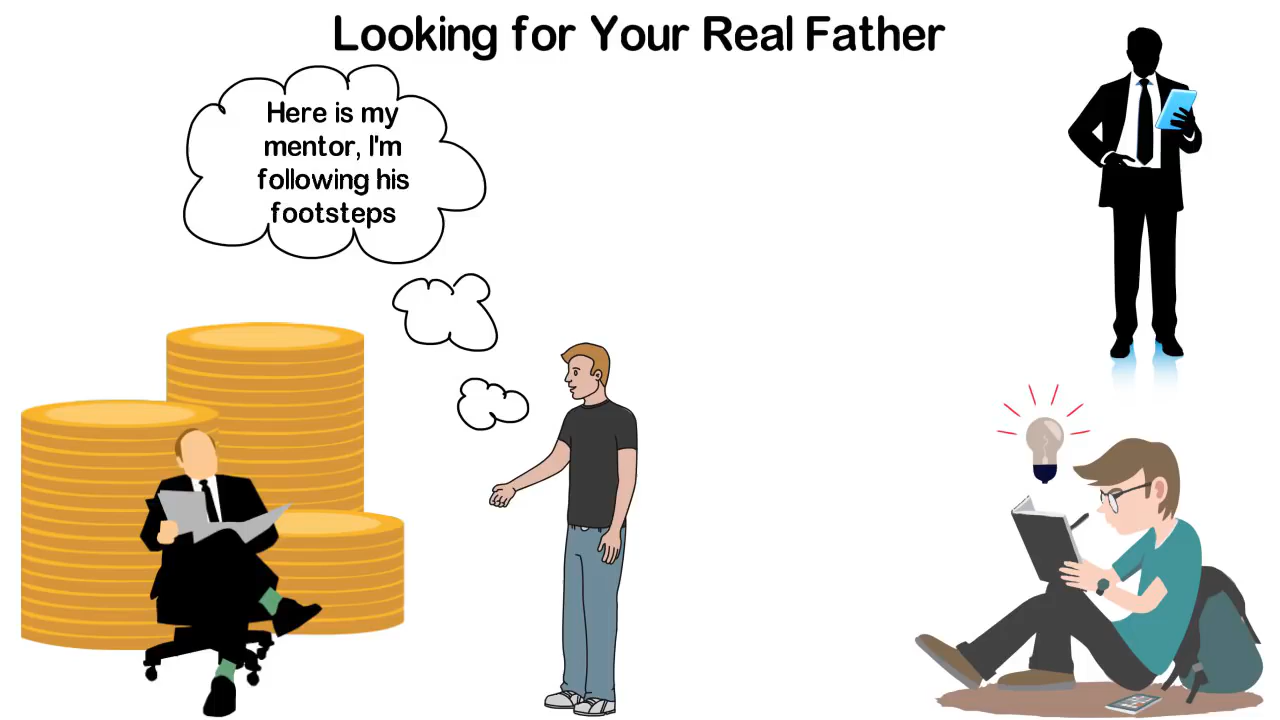 Looking for Your Real Father
Here is my
mentor, I'm
following his
footsteps